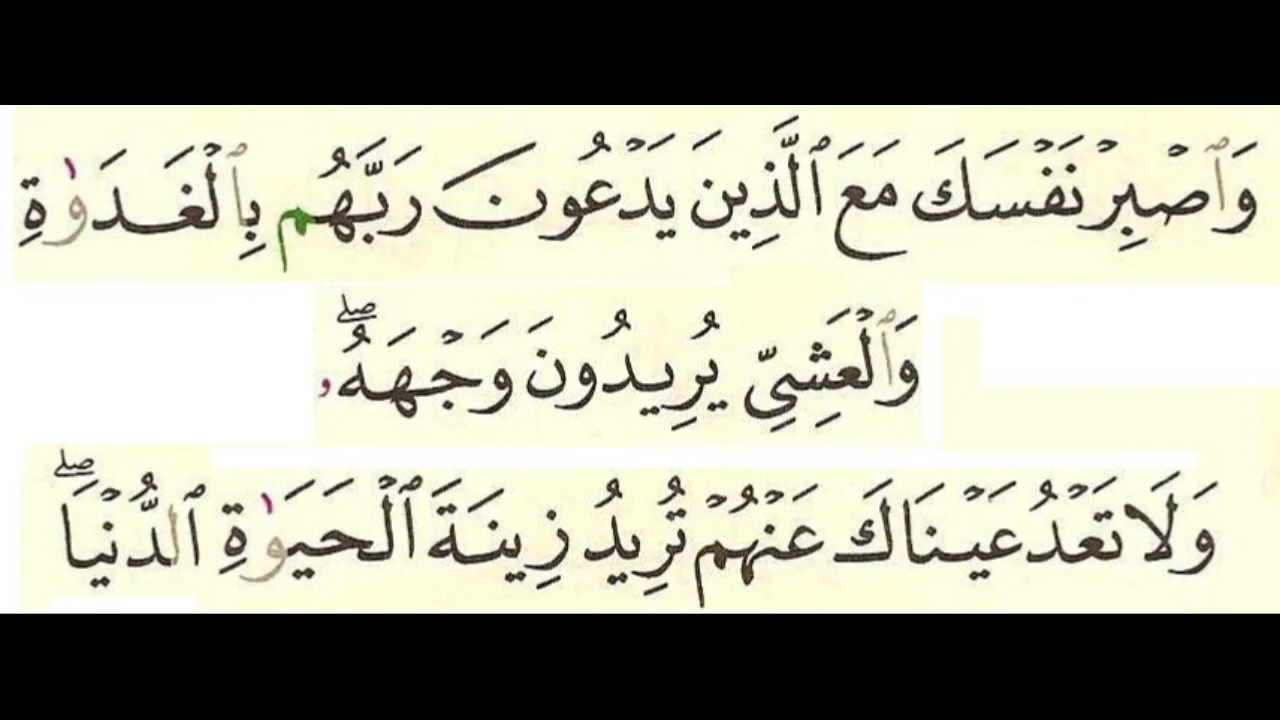 وَٱصْبِرْ نَفْسَكَ مَعَ ٱلَّذِينَ يَدْعُونَ رَبَّهُم بِٱلْغَدَوٰةِ
وَٱلْعَشِىِّ يُرِيدُونَ وَجْهَهُۥۖ
وَلَا تَعْدُ عَيْنَاكَ عَنْهُمْ تُرِيدُ زِينَةَ ٱلْحَيَوٰةِ ٱلدُّنْيَاۖ